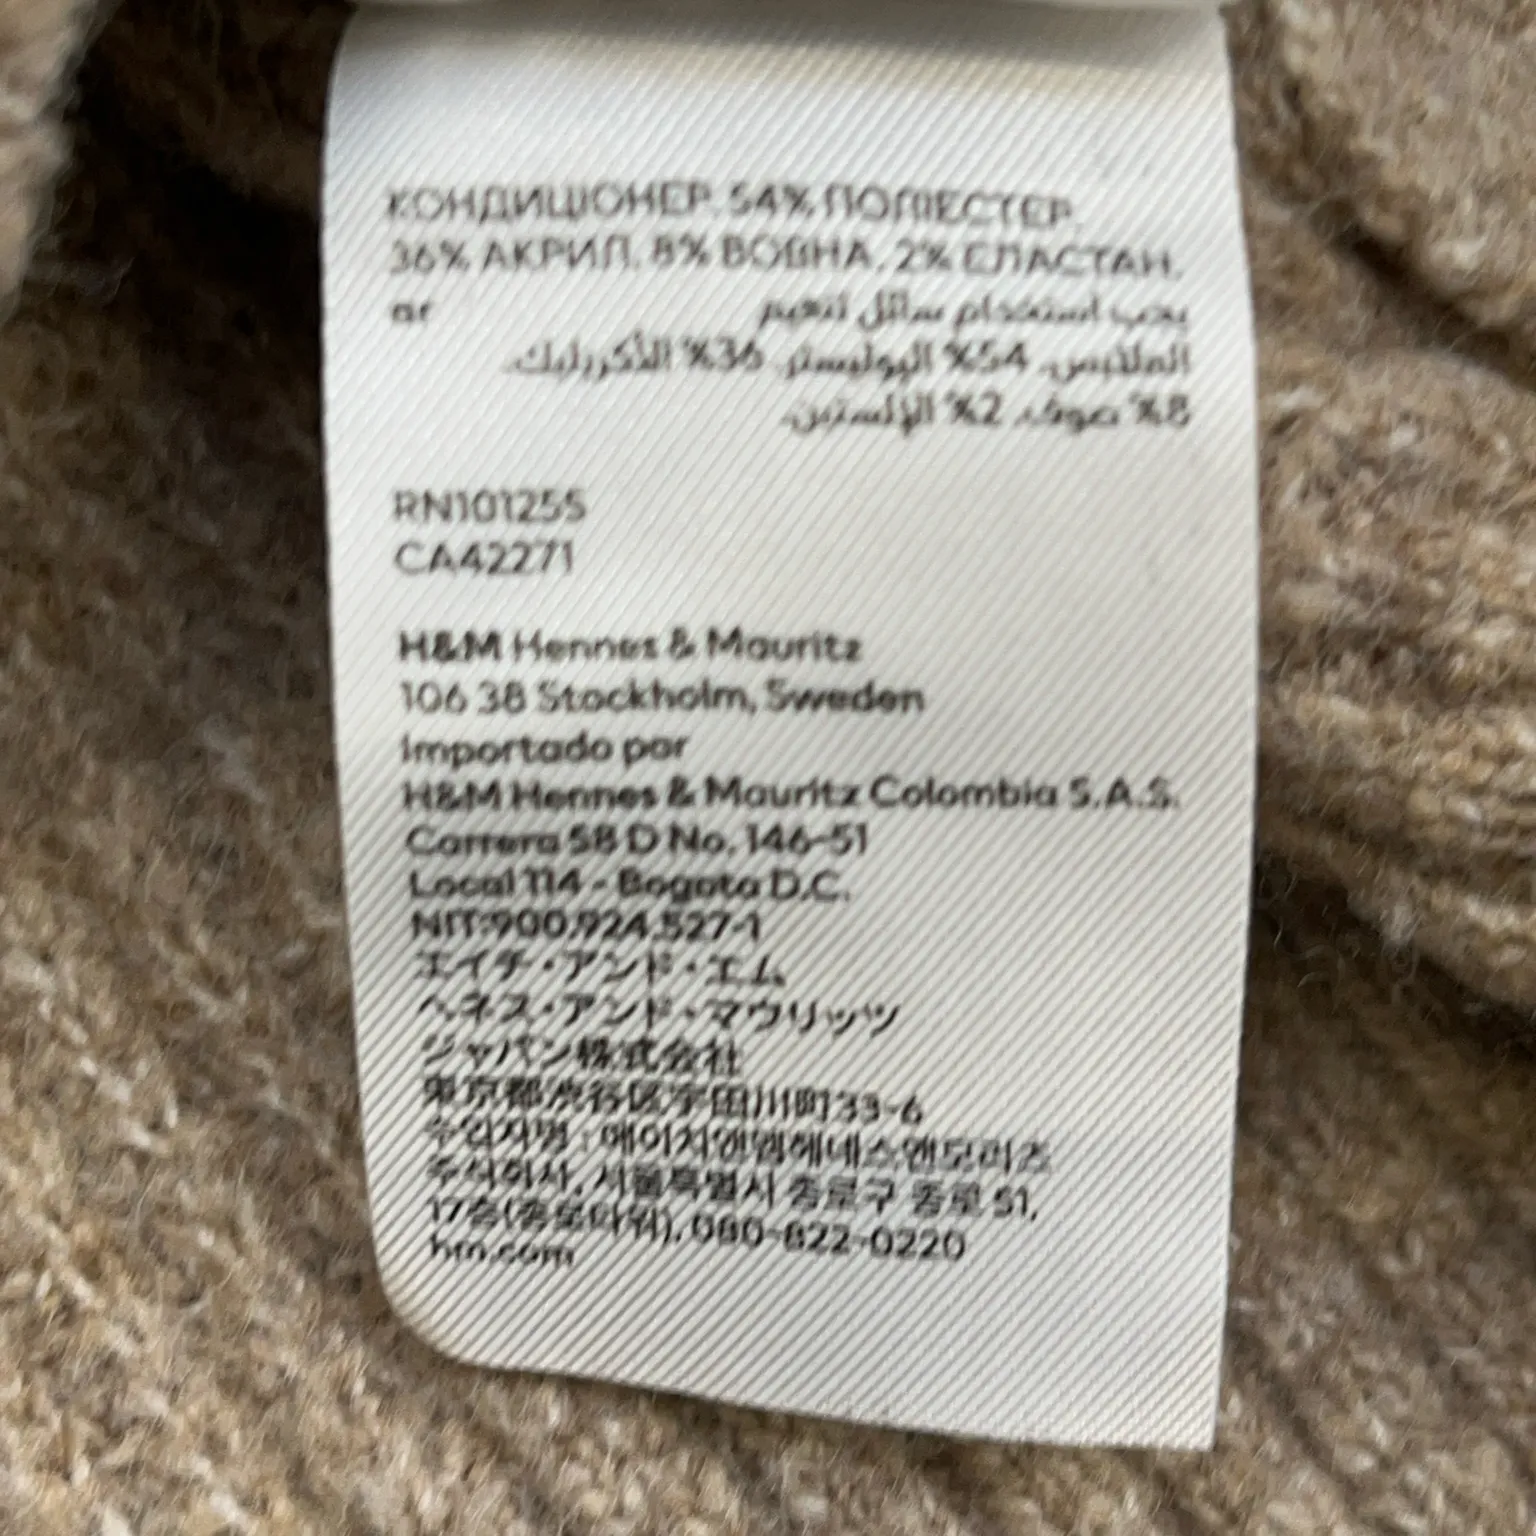 КОНДИЦІОНЕР. 54% ПОЛІЕСТЕР.
36% АКРИЛ. 8% ВОВНА. 2% ЕЛАСТАН.
ar يجب استخدام سائل تنعيم
الملابس. 54% البوليستر. 36% الأكريليك.
8% صوف. 2% الإلستين.
RN101255
CA42271
H&M Hennes & Mauritz
106 38 Stockholm, Sweden
Importado por
H&M Hennes & Mauritz Colombia S.A.S.
Carrera 58 D No. 146-51
Local 114 - Bogota D.C.
NIT:900.924.527-1
エイチ・アンド・エム
ヘネス・アンド・マウリッツ
ジャパン株式会社
東京都渋谷区宇田川町33-6
수입자명 : 에이치앤엠헤네스앤모리츠
주식회사, 서울특별시 종로구 종로 51,
17층(종로타워), 080-822-0220
hm.com